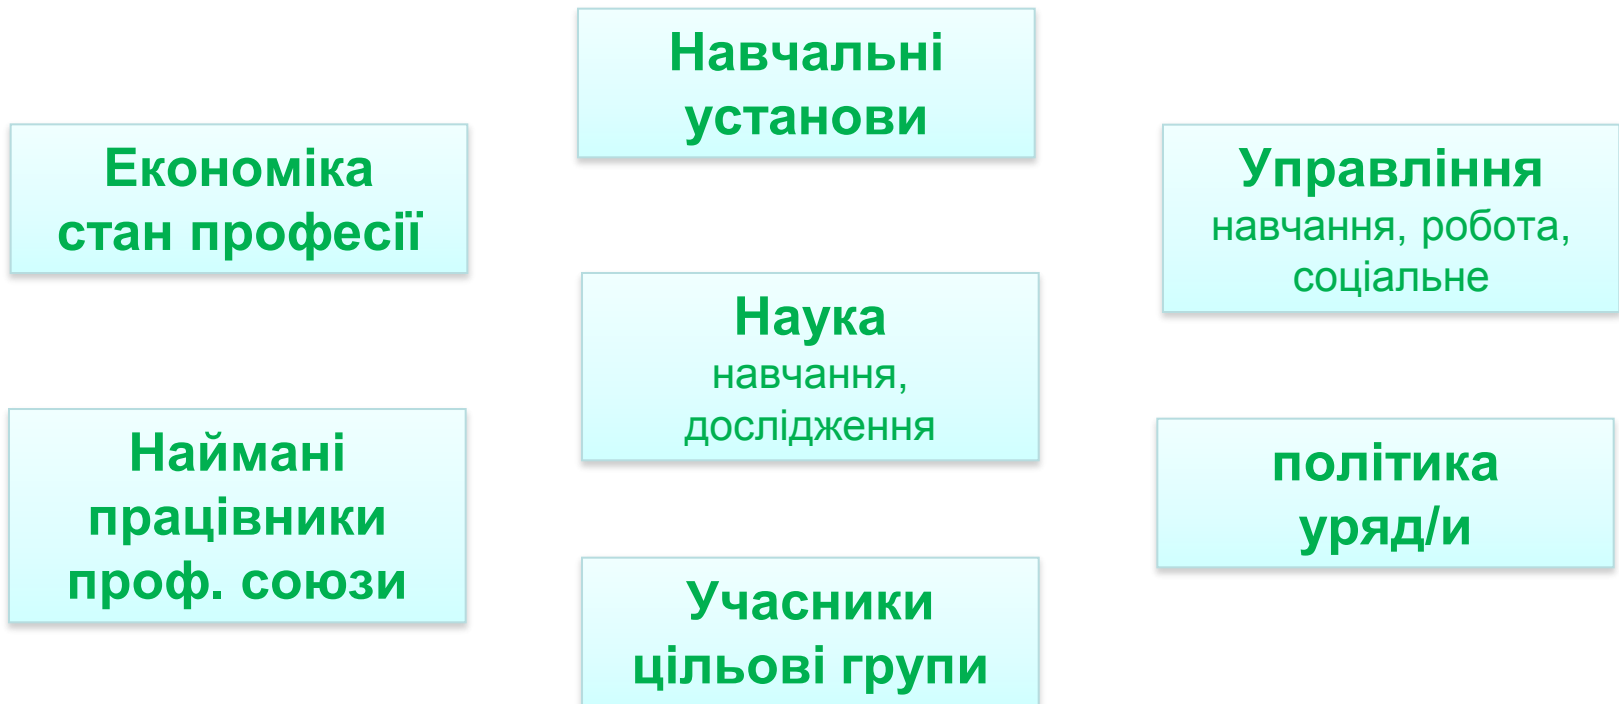 Навчальні
установи
Економіка
стан професії
Управління
навчання, робота,
соціальне
Наука
навчання,
дослідження
Наймані
працівники
проф. союзи
політика
уряд/и
Учасники
цільові групи